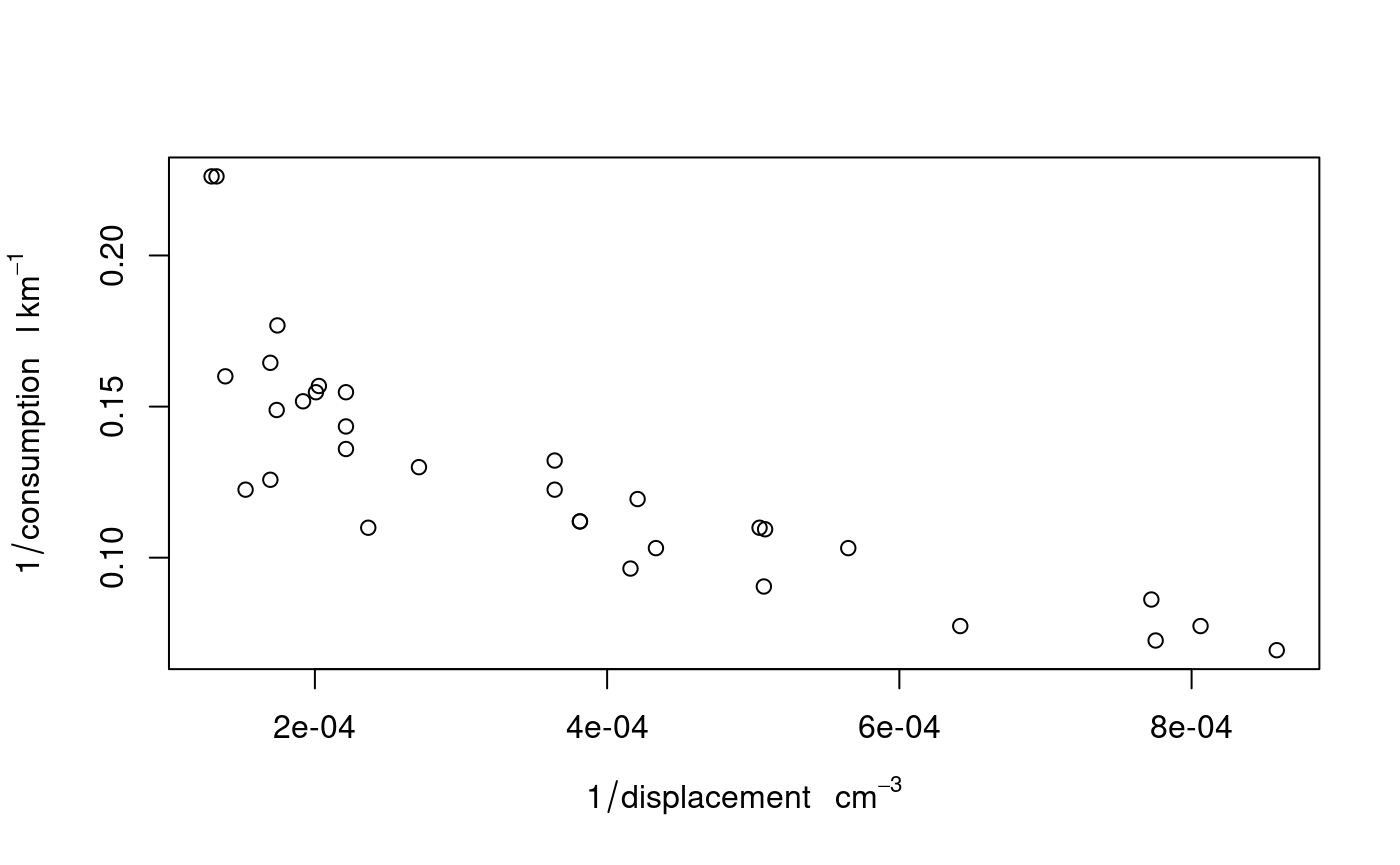 1/consumption l km−1
0.20
0.15
0.10
2e-04 4e-04 6e-04 8e-04
1/displacement cm−3